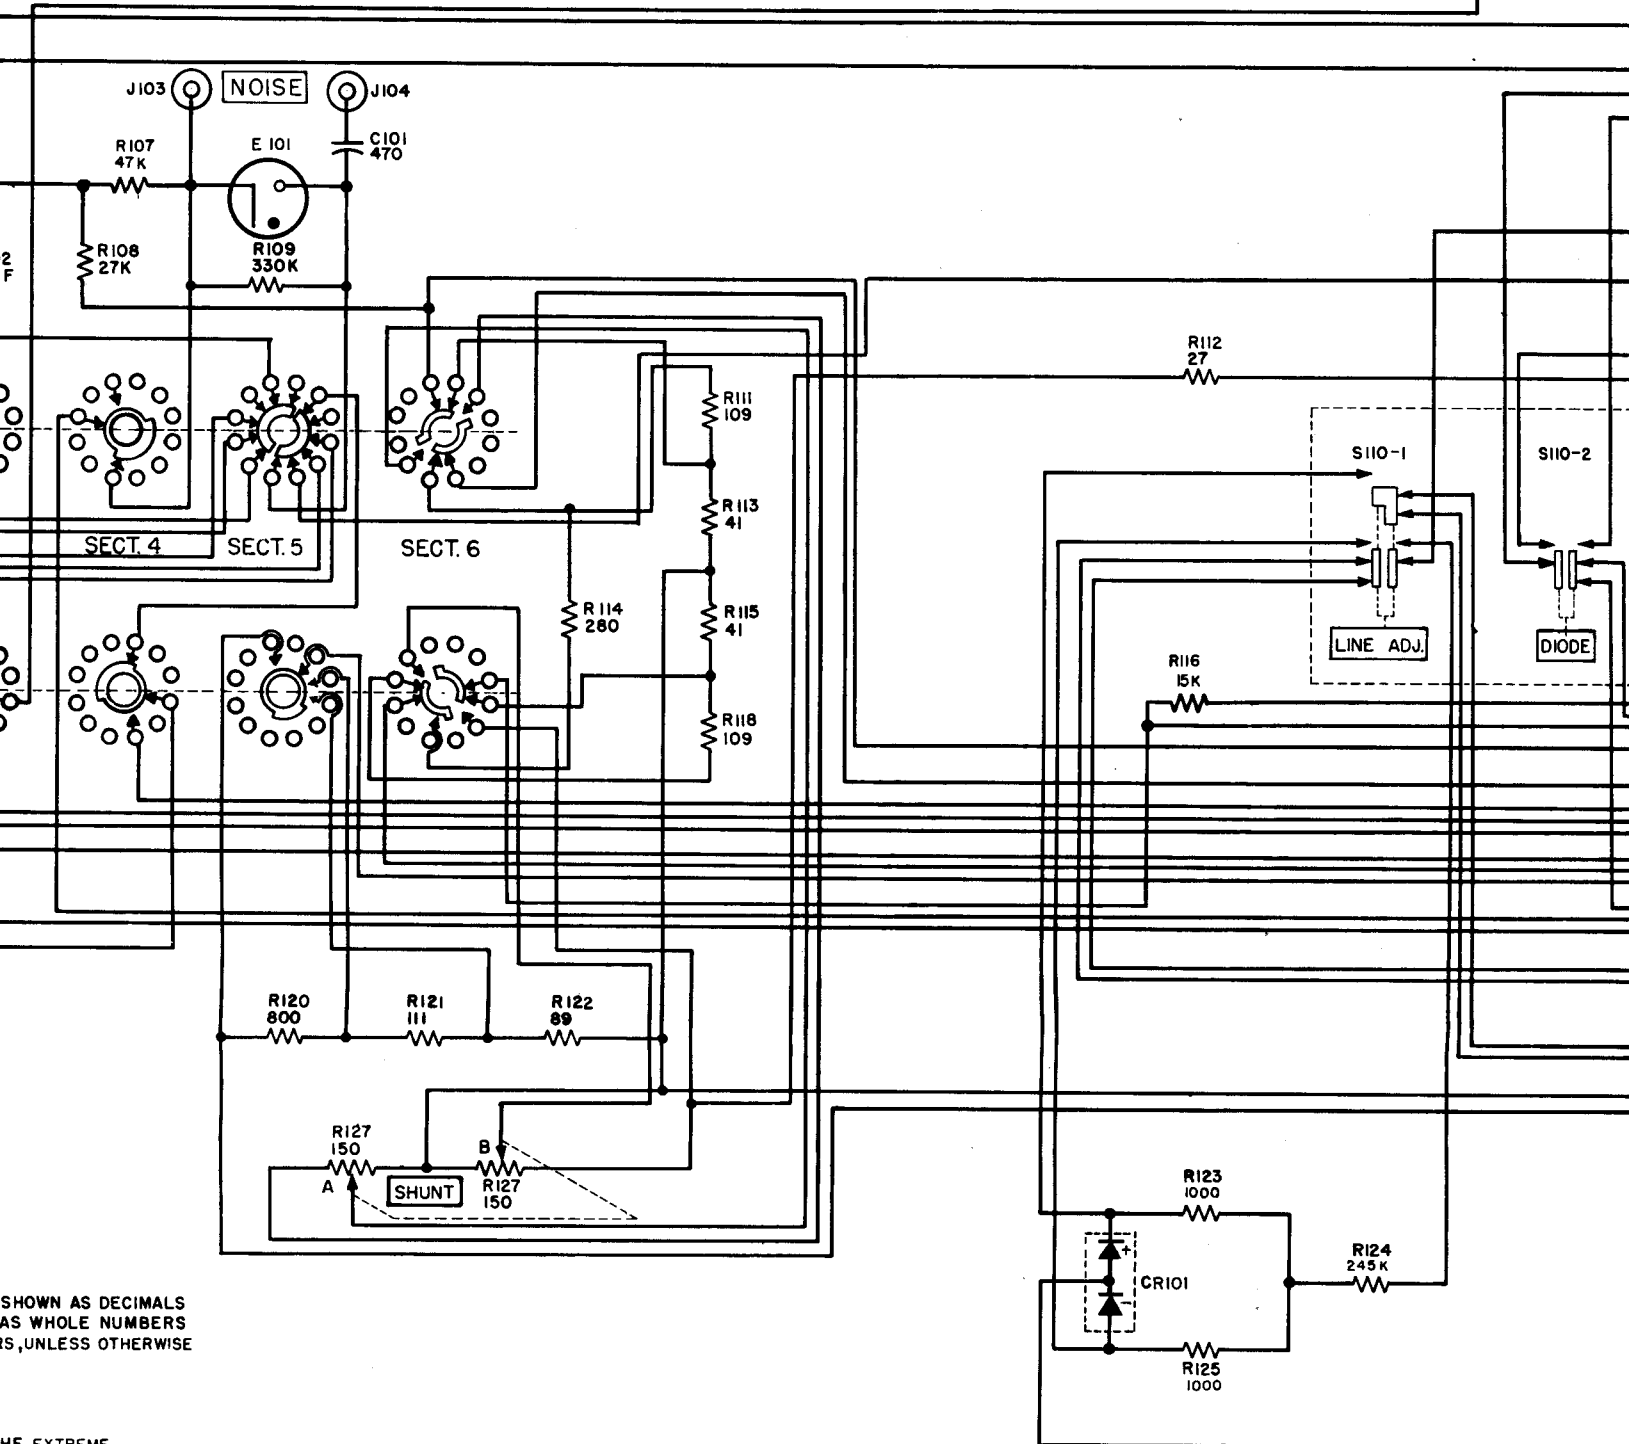 J103
NOISE
J104
R107
47K
E 101
C101
470
R108
27K
R109
330K
2
F
R112
27
R111
109
S110-1
S110-2
R113
41
SECT. 4
SECT. 5
SECT. 6
R114
280
R115
41
LINE ADJ.
DIODE
R116
15K
R118
109
R120
800
R121
111
R122
89
R127
150
A
SHUNT
B
R127
150
R123
1000
R124
245K
+
CR101
-
R125
1000
SHOWN AS DECIMALS
AS WHOLE NUMBERS
RS, UNLESS OTHERWISE
HE EXTREME